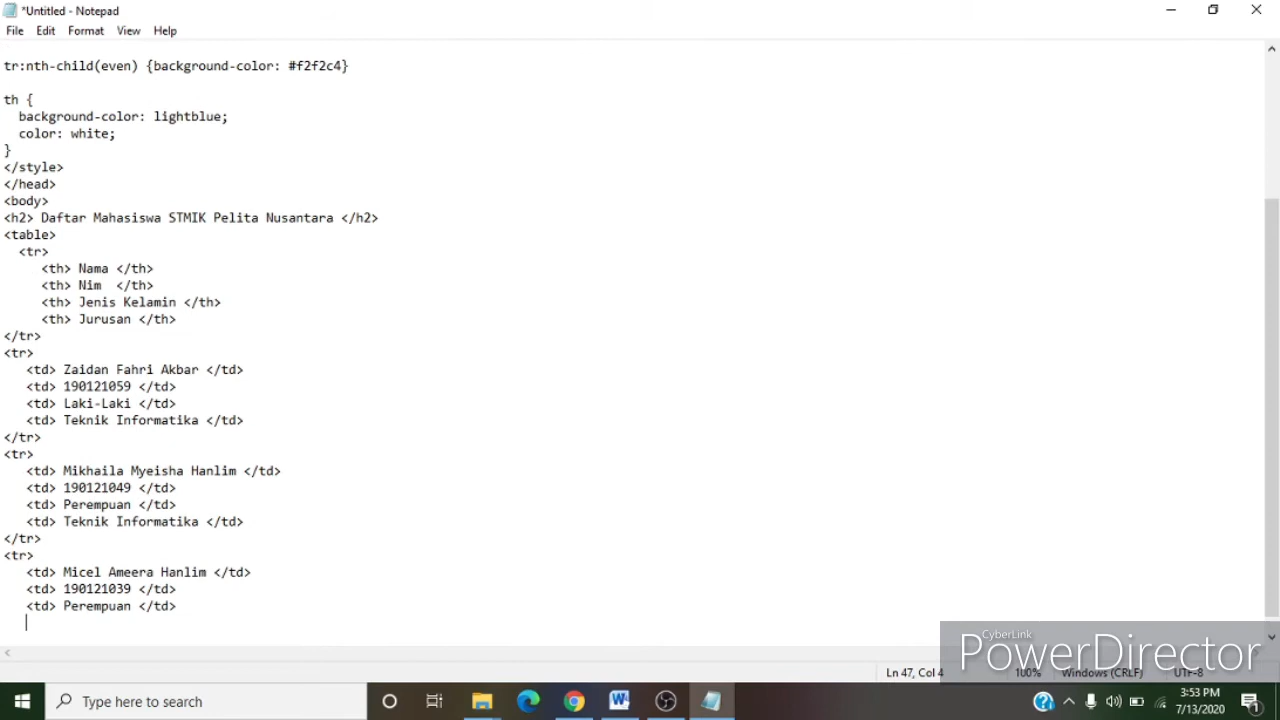 *Untitled - Notepad
File Edit Format View Help
tr:nth-child(even) {background-color: #f2f2c4}
th {
background-color: lightblue;
color: white;
}
</style>
</head>
<body>
<h2> Daftar Mahasiswa STMIK Pelita Nusantara </h2>
<table>
<tr>
<th> Nama </th>
<th> Nim </th>
<th> Jenis Kelamin </th>
<th> Jurusan </th>
</tr>
<tr>
<td> Zaidan Fahri Akbar </td>
<td> 190121059 </td>
<td> Laki-Laki </td>
<td> Teknik Informatika </td>
</tr>
<tr>
<td> Mikhaila Myeisha Hanlim </td>
<td> 190121049 </td>
<td> Perempuan </td>
<td> Teknik Informatika </td>
</tr>
<tr>
<td> Micel Ameera Hanlim </td>
<td> 190121039 </td>
<td> Perempuan </td>
CyberLink
PowerDirector
Ln 47, Col 4 100% Windows (CRLF) UTF-8
Type here to search
3:53 PM
7/13/2020
1